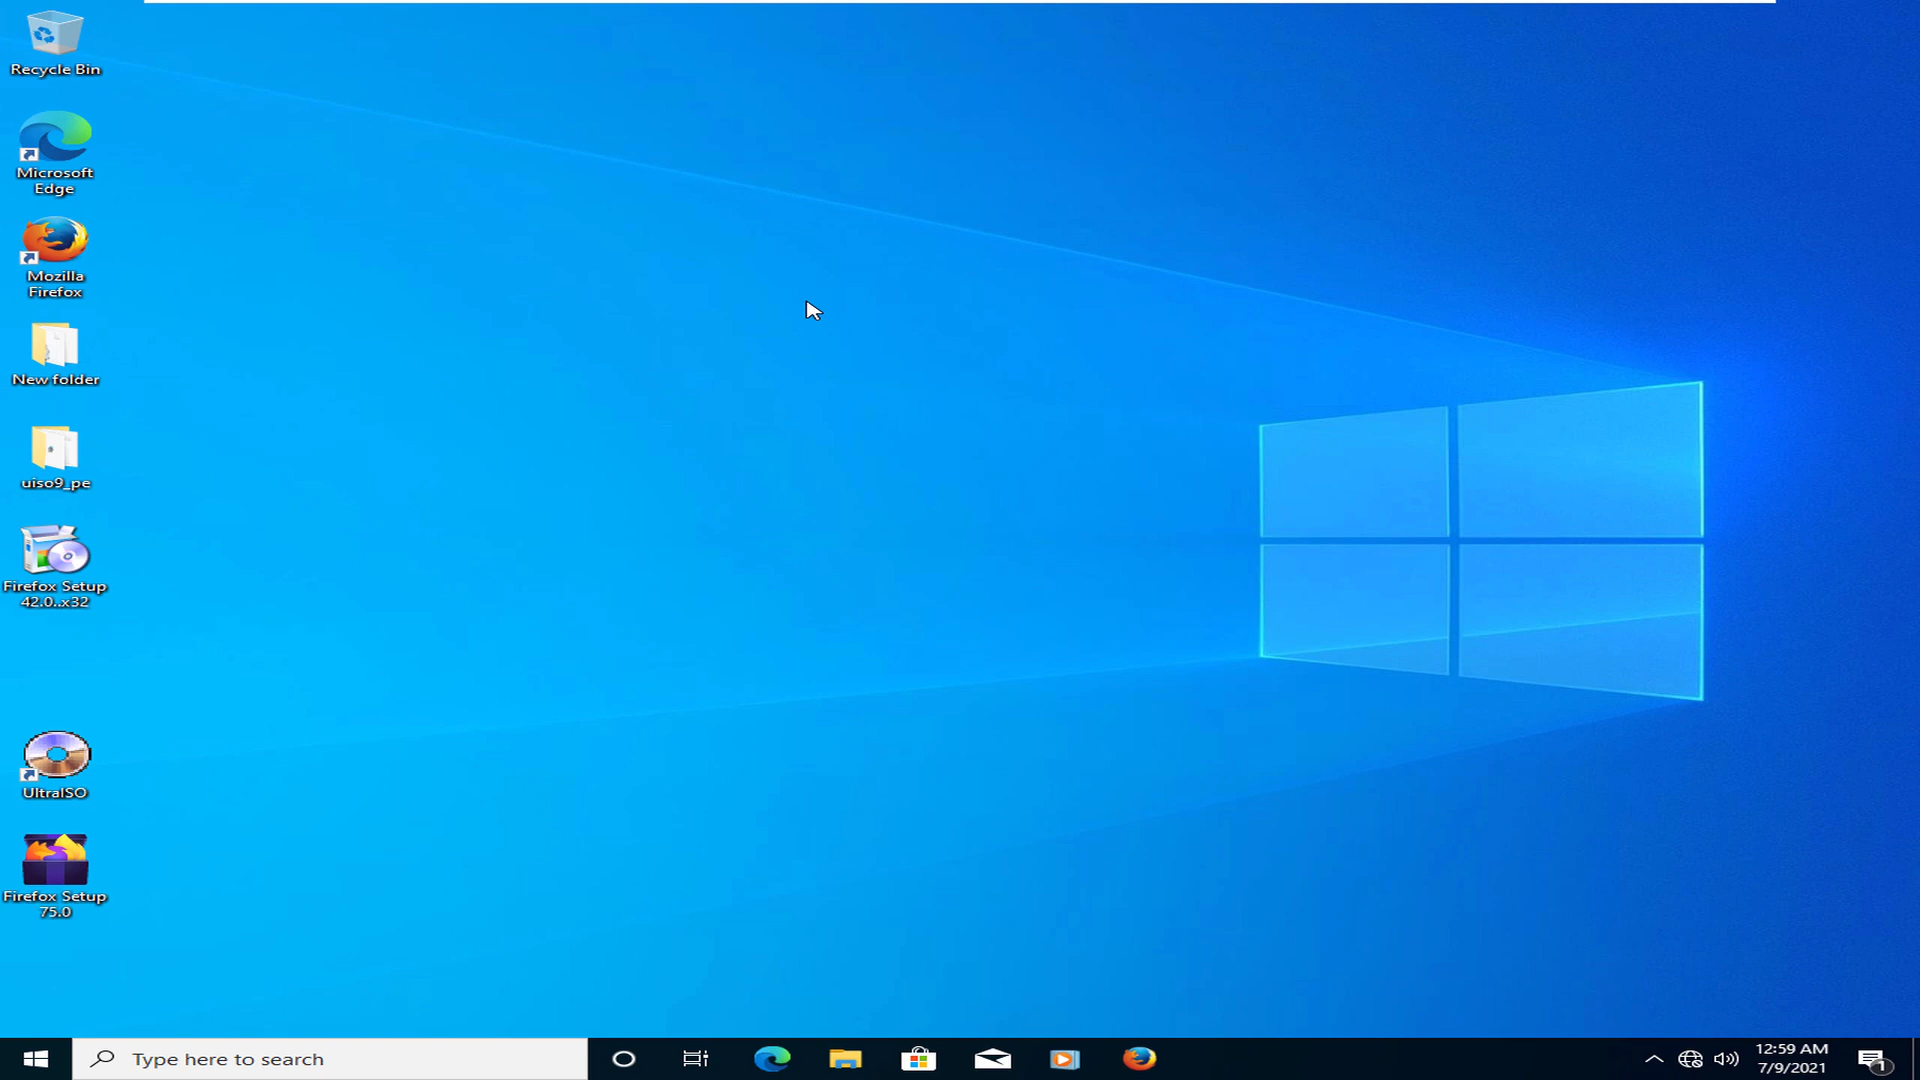 Recycle Bin
Microsoft
Edge
Mozilla
Firefox
New folder
uiso9_pe
Firefox Setup
42.0..x32
UltraISO
Firefox Setup
75.0
Type here to search
12:59 AM
7/9/2021
1